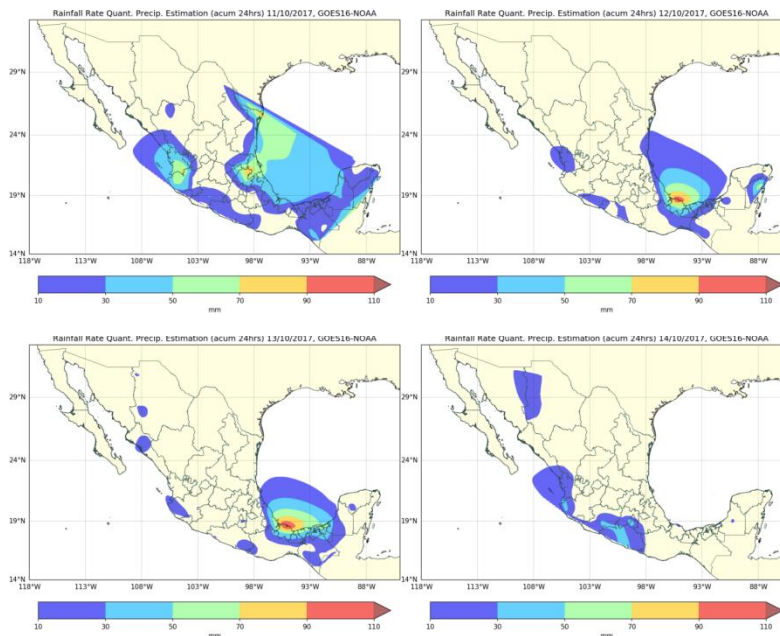 Rainfall Rate Quant. Precip. Estimation (acum 24hrs) 11/10/2017, GOES16-NOAA
29°N
24°N
19°N
14°N
118°W 108°W 103°W 98°W 93°W 88°W
10 30 50 70 90 110
mm
Rainfall Rate Quant. Precip. Estimation (acum 24hrs) 12/10/2017, GOES16-NOAA
29°N
24°N
19°N
14°N
118°W 108°W 103°W 98°W 93°W 88°W
10 30 50 70 90 110
mm
Rainfall Rate Quant. Precip. Estimation (acum 24hrs) 13/10/2017, GOES16-NOAA
29°N
24°N
19°N
14°N
118°W 108°W 103°W 98°W 93°W 88°W
10 30 50 70 90 110
mm
Rainfall Rate Quant. Precip. Estimation (acum 24hrs) 14/10/2017, GOES16-NOAA
29°N
24°N
19°N
14°N
118°W 108°W 103°W 98°W 93°W 88°W
10 30 50 70 90 110
mm